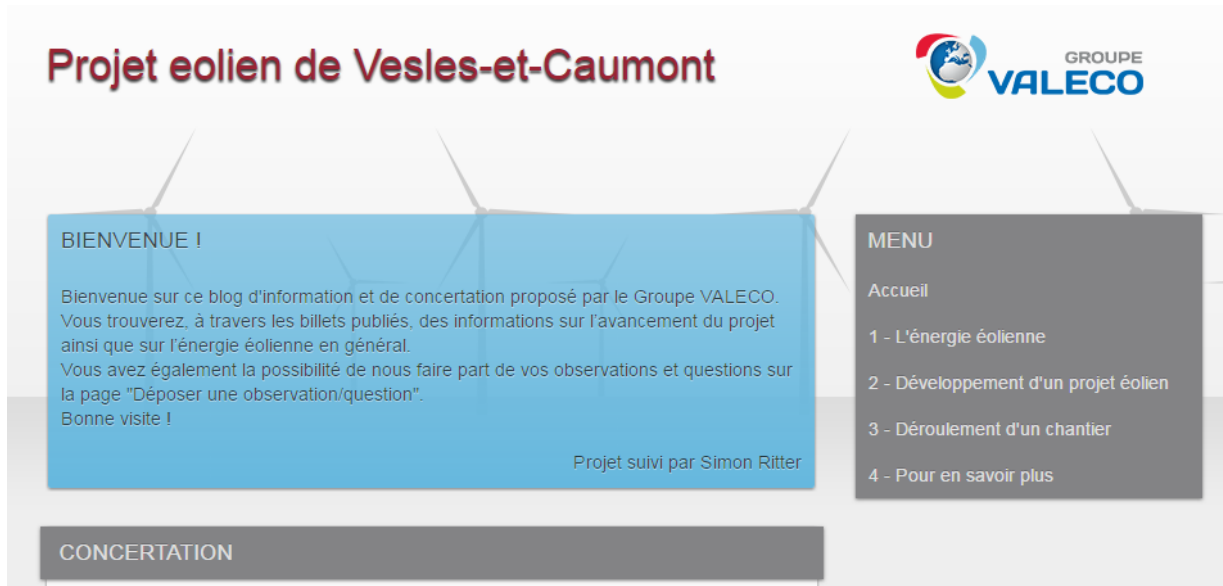 Projet eolien de Vesles-et-Caumont
GROUPE
VALECO
BIENVENUE !
Bienvenue sur ce blog d'information et de concertation proposé par le Groupe VALECO.
Vous trouverez, à travers les billets publiés, des informations sur l'avancement du projet
ainsi que sur l'énergie éolienne en général.
Vous avez également la possibilité de nous faire part de vos observations et questions sur
la page "Déposer une observation/question".
Bonne visite !
Projet suivi par Simon Ritter
MENU
Accueil
1 - L'énergie éolienne
2 - Développement d'un projet éolien
3 - Déroulement d'un chantier
4 - Pour en savoir plus
CONCERTATION